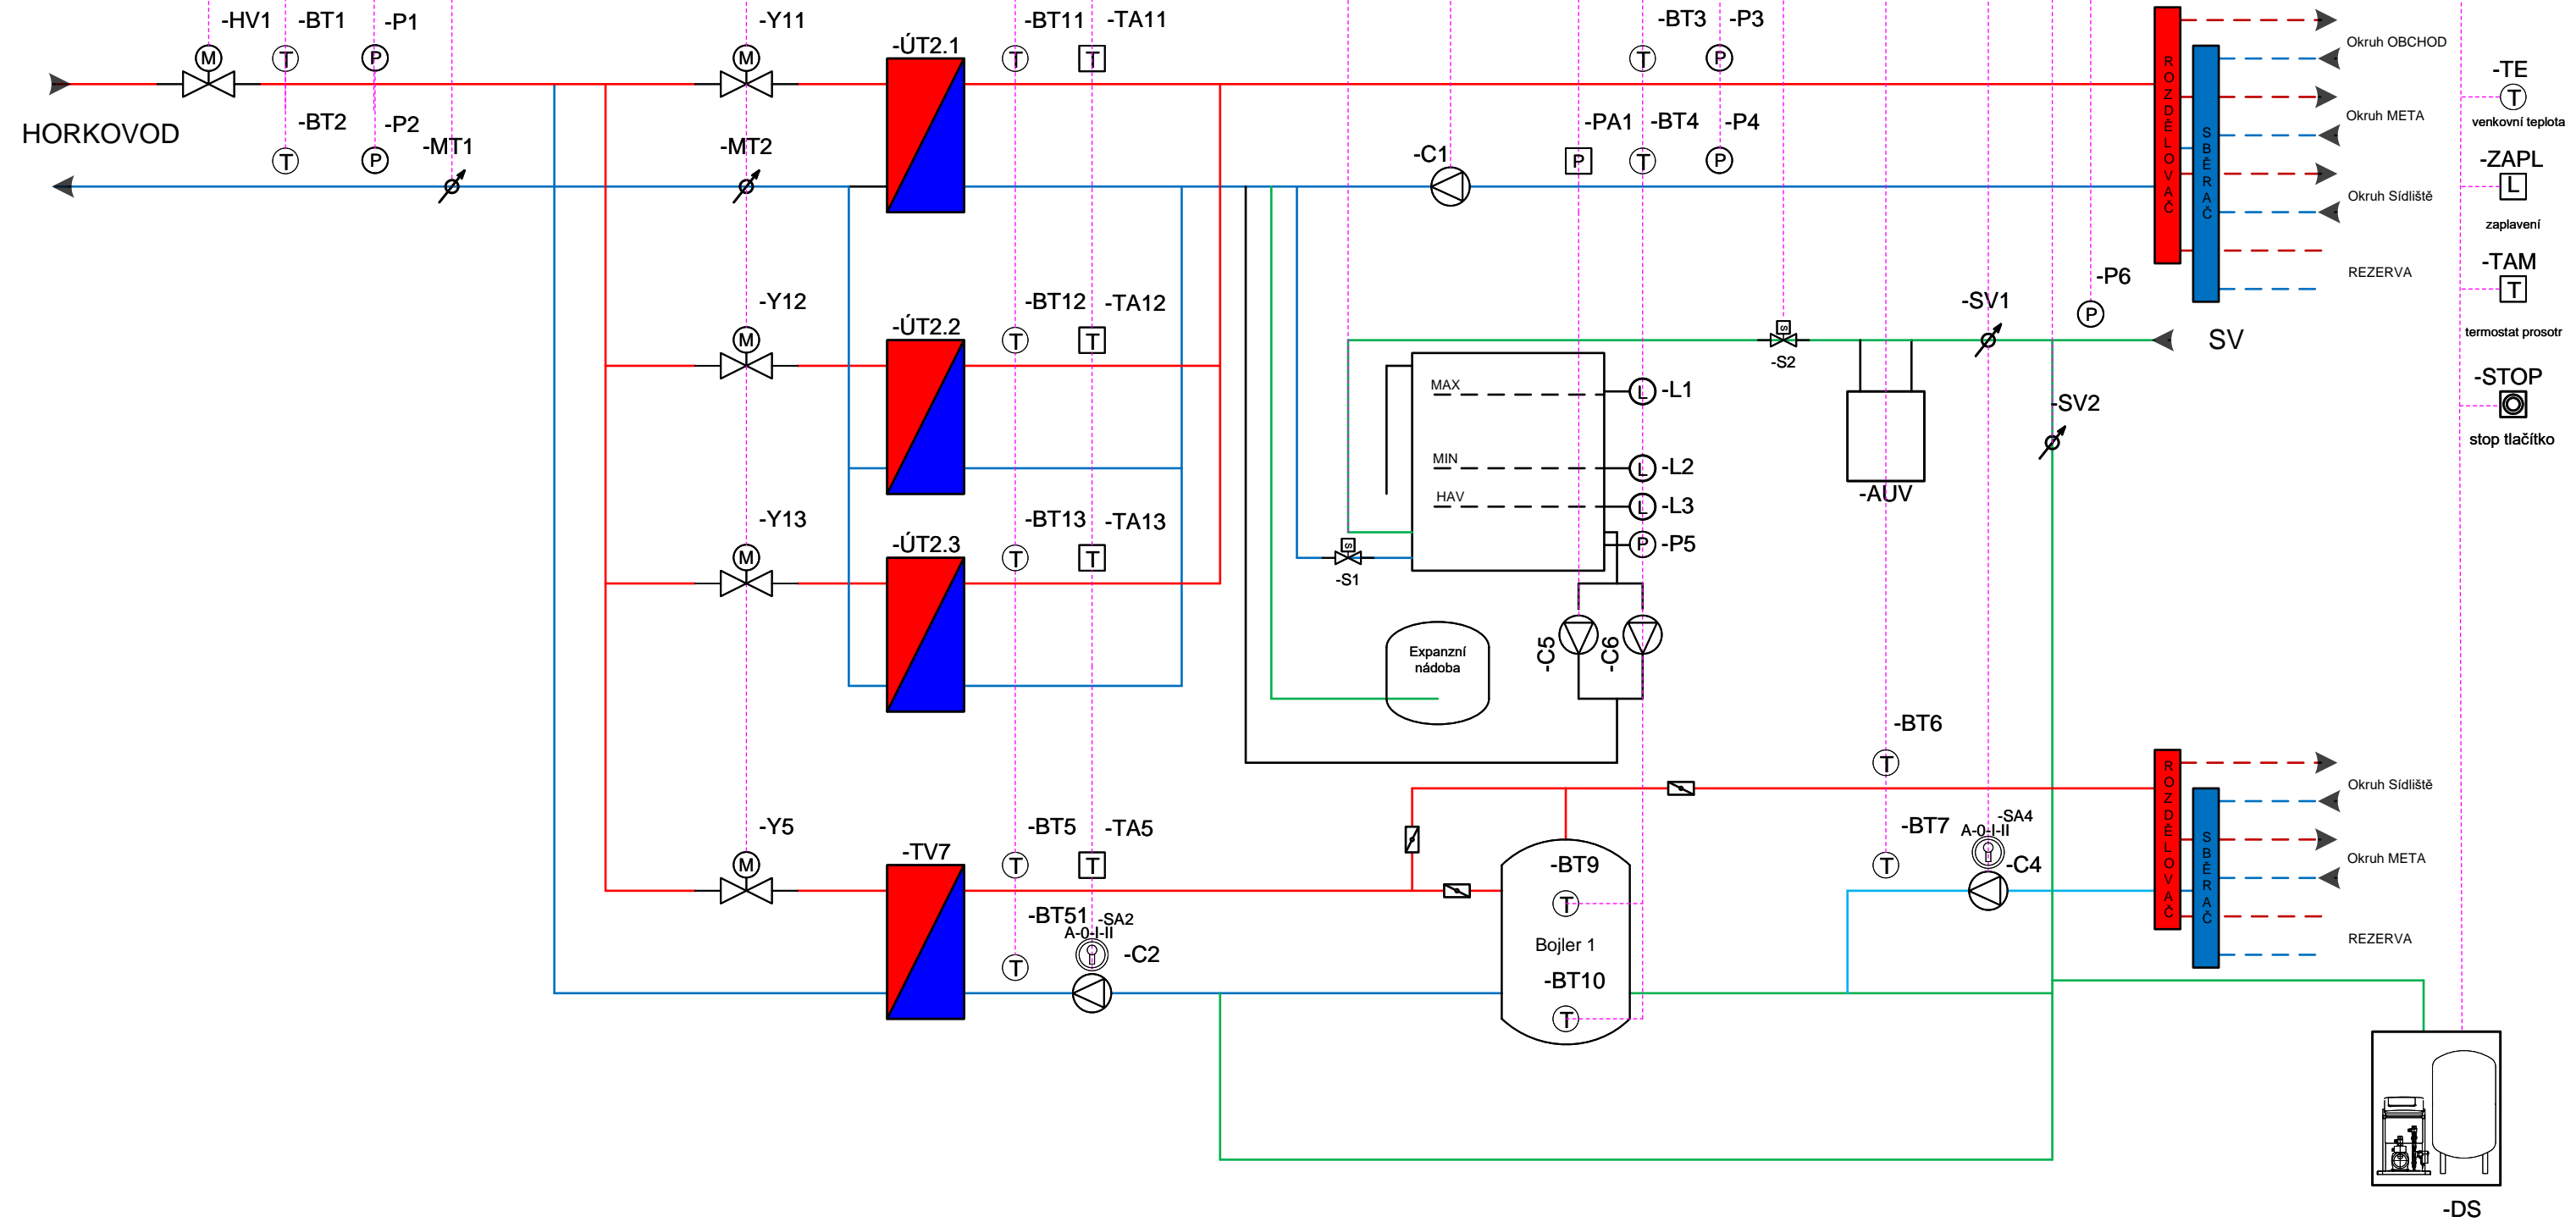 -HV1
-BT1
-P1
-Y11
-BT11
-TA11
-BT3
-P3
M
T
P
M
-ÚT2.1
T
T
T
P
Okruh OBCHOD
HORKOVOD
-BT2
-P2
T
P
-MT1
-MT2
-C1
-PA1
-BT4
-P4
P
T
P
ROZDĚLOVAČ
SBĚRAČ
Okruh META
Okruh Sídliště
REZERVA
-TE
T
venkovní teplota
-ZAPL
L
zaplavení
-TAM
T
termostat prosotr
-STOP
stop tlačítko
-Y12
M
-ÚT2.2
-BT12
T
-TA12
T
S
-S2
-SV1
-P6
P
SV
MAX
L
-L1
MIN
L
-L2
HAV
L
-L3
P
-P5
-AUV
-SV2
-Y13
M
-ÚT2.3
-BT13
T
-TA13
T
S
-S1
-C5
-C6
Expanzní
nádoba
-BT6
T
-Y5
M
-TV7
-BT5
T
-TA5
T
-BT51
T
-SA2
A-0-I-II
-C2
-BT9
T
Bojler 1
-BT10
T
-BT7
T
-SA4
A-0-I-II
-C4
ROZDĚLOVAČ
SBĚRAČ
Okruh Sídliště
Okruh META
REZERVA
-DS